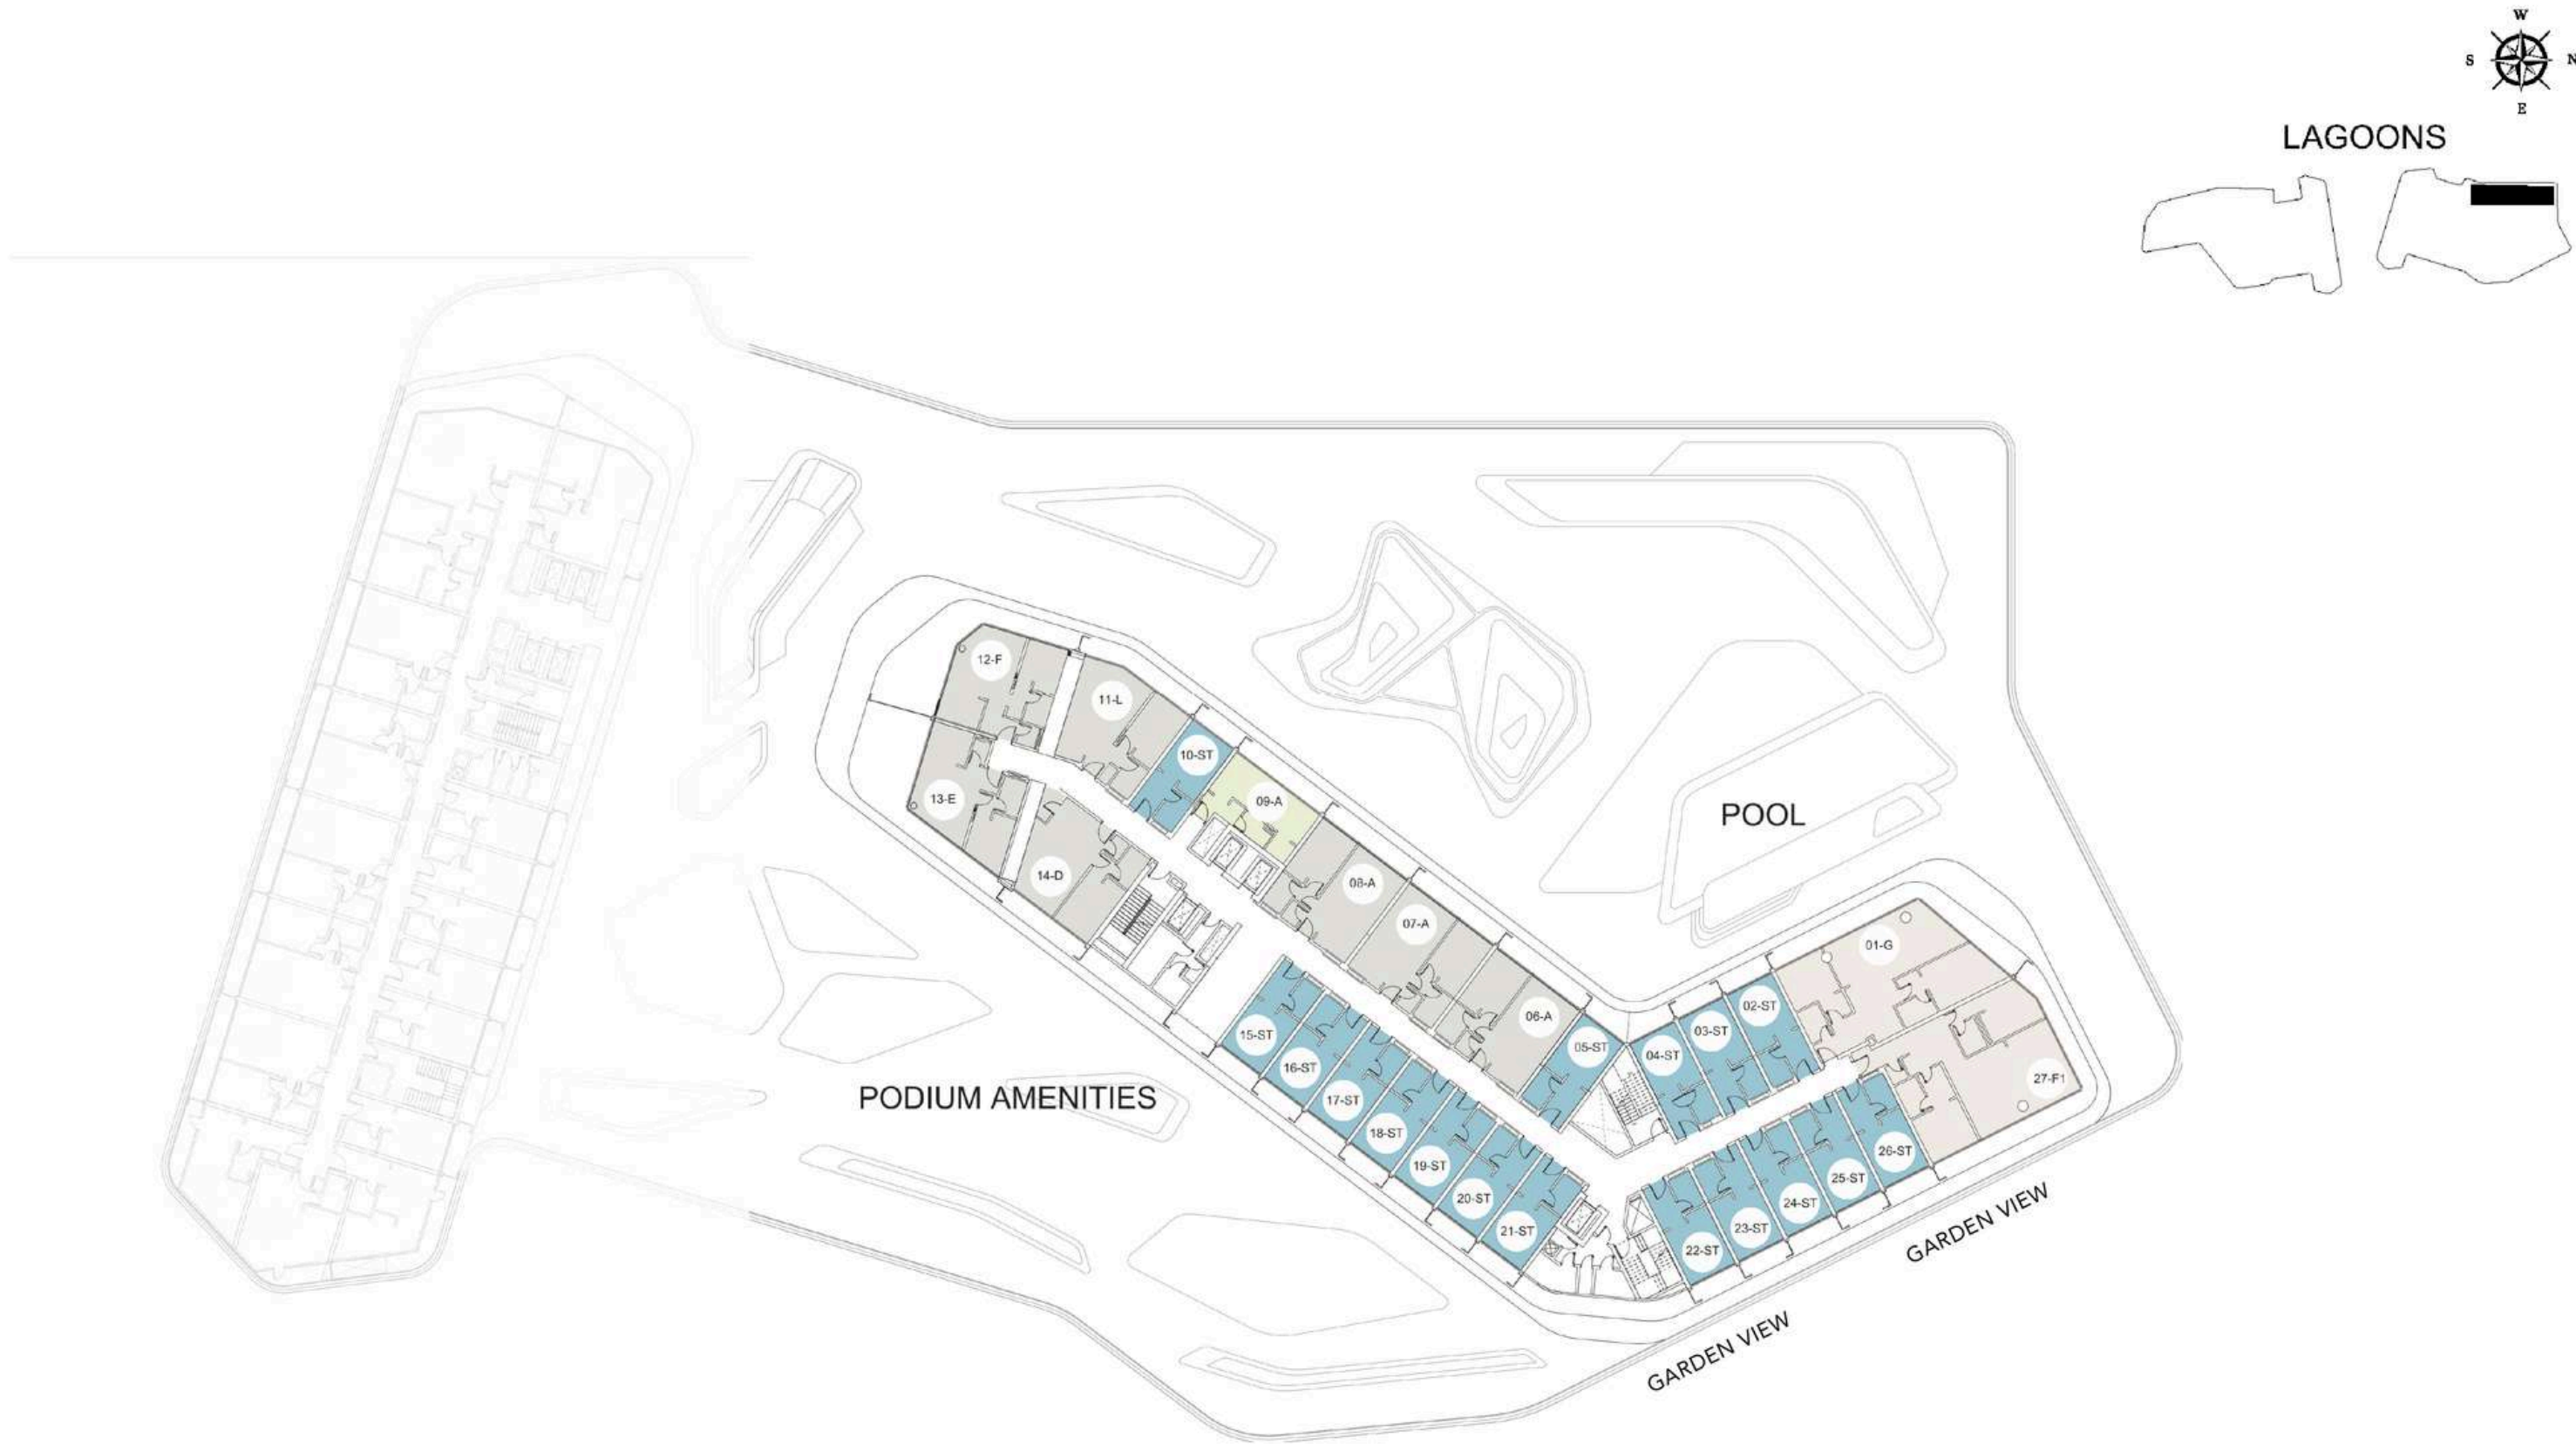 W
S N
E
LAGOONS
12-F
11-L
10-ST
13-E
09-A
POOL
14-D
08-A
07-A
01-G
02-ST
06-A
03-ST
15-ST
05-ST
04-ST
16-ST
27-F1
PODIUM AMENITIES
17-ST
18-ST
26-ST
19-ST
25-ST
20-ST
24-ST
21-ST
23-ST
22-ST
GARDEN VIEW
GARDEN VIEW